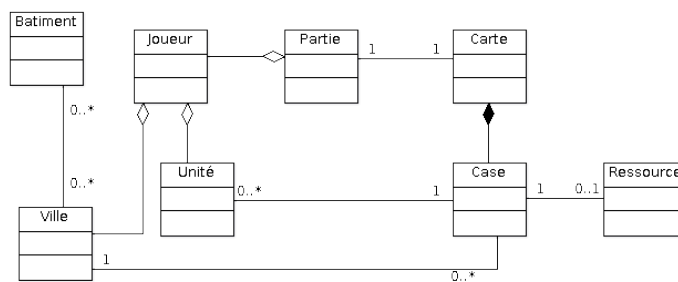 Batiment
Joueur
Partie
Carte
1
1
0..*
0..*
Unité
Case
Ressource
0..*
1
1
0..1
Ville
1
0..*